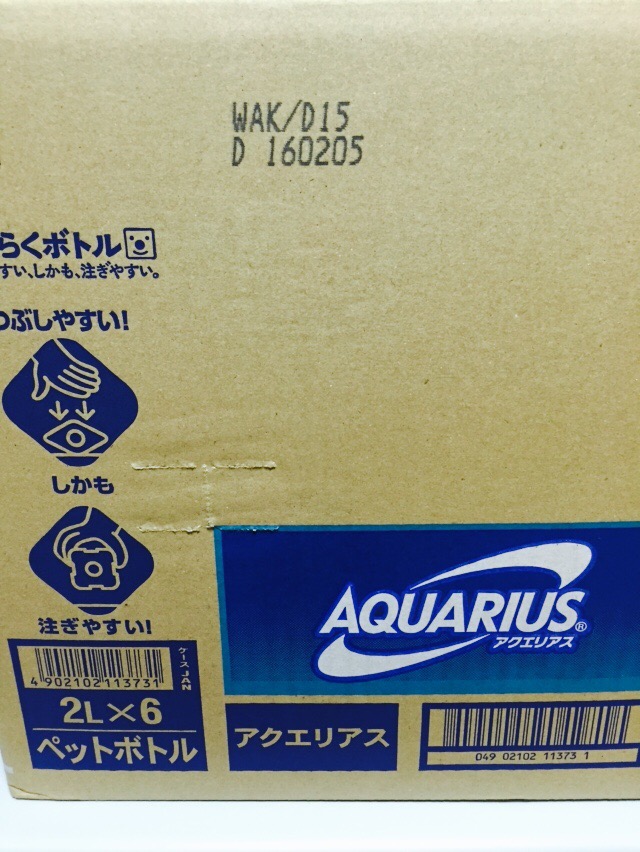 WAK/D15
D 160205
らくボトル
すい、しかも、注ぎやすい。
つぶしやすい!
しかも
注ぎやすい!
4 902102 113731
ケース JAN
2L×6
ペットボトル
AQUARIUS®
アクエリアス
アクエリアス
049 02102 11373 1